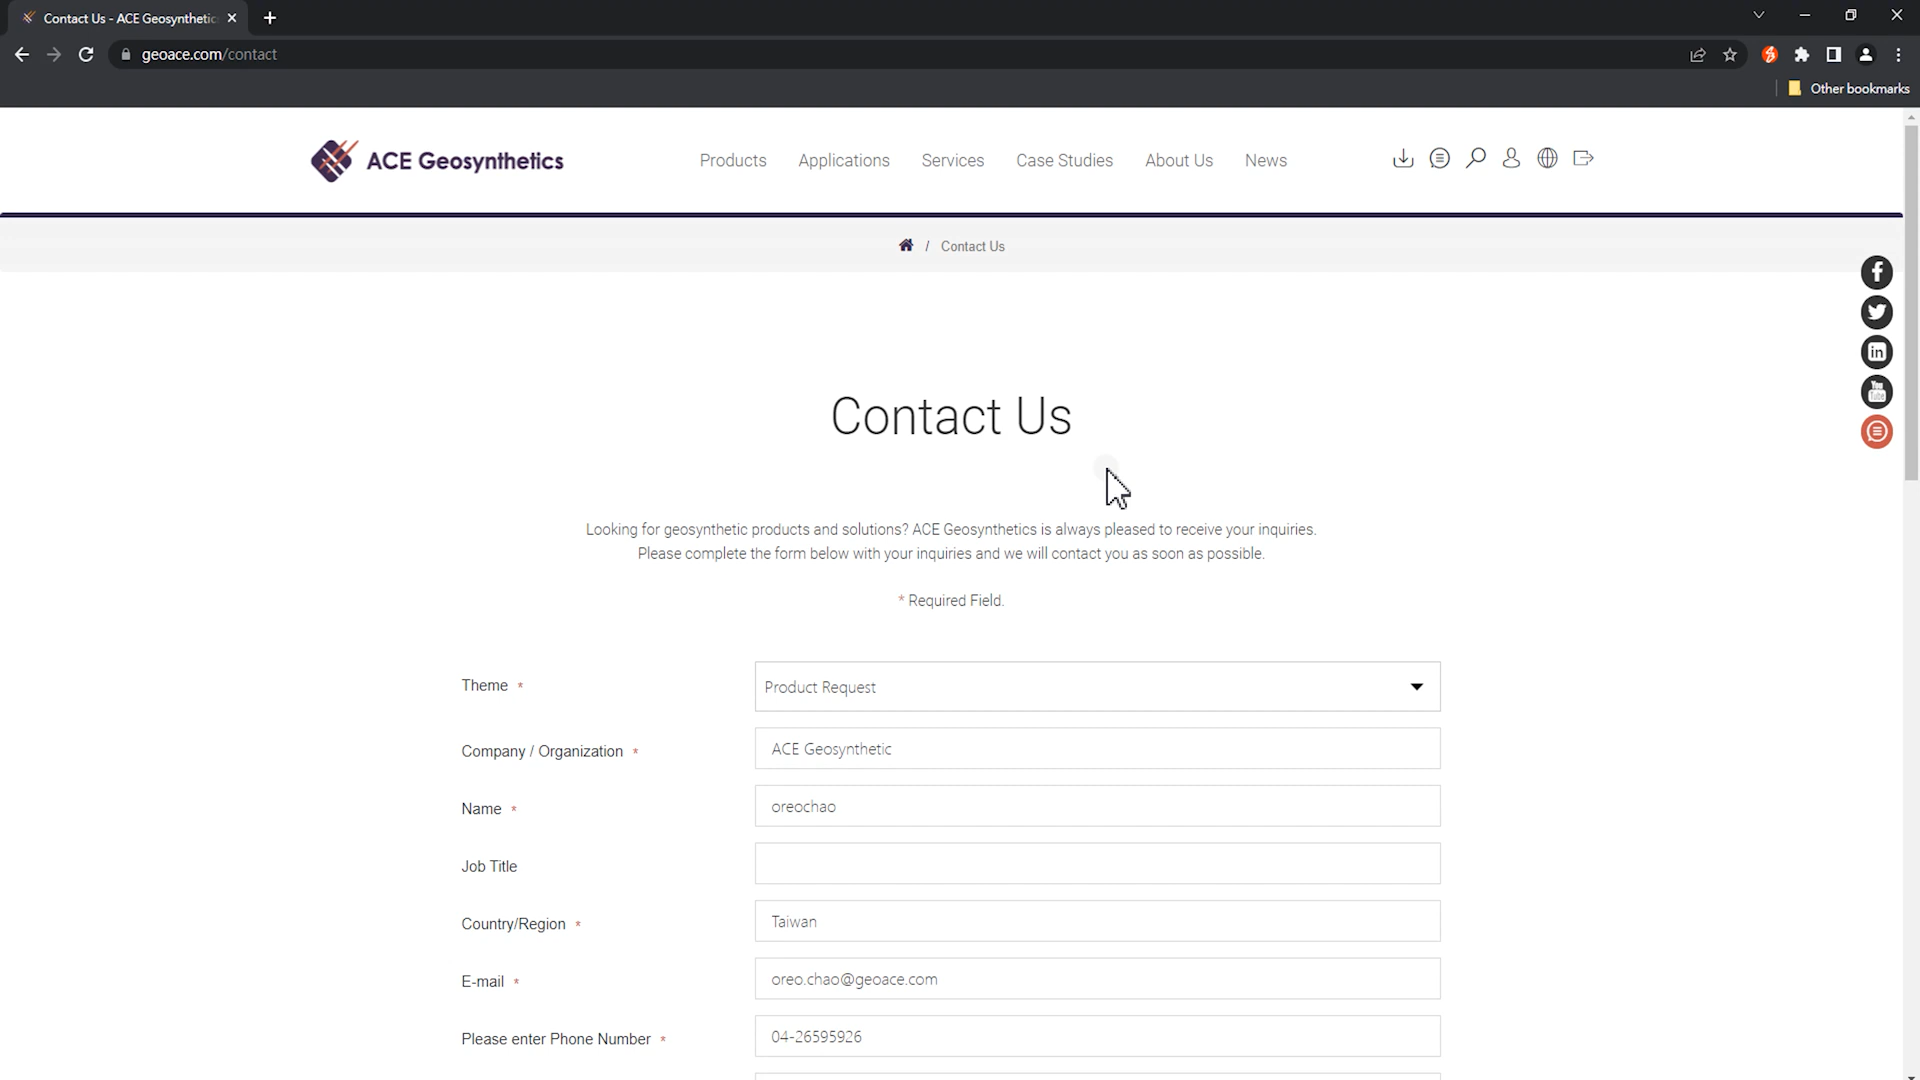 Contact Us - ACE Geosynthetic
geoace.com/contact
Other bookmarks
ACE Geosynthetics
Products
Applications
Services
Case Studies
About Us
News
/ Contact Us
Contact Us
Looking for geosynthetic products and solutions? ACE Geosynthetics is always pleased to receive your inquiries.
Please complete the form below with your inquiries and we will contact you as soon as possible.
* Required Field.
Theme *
Product Request
Company / Organization *
ACE Geosynthetic
Name *
oreochao
Job Title
Country/Region *
Taiwan
E-mail *
oreo.chao@geoace.com
Please enter Phone Number *
04-26595926